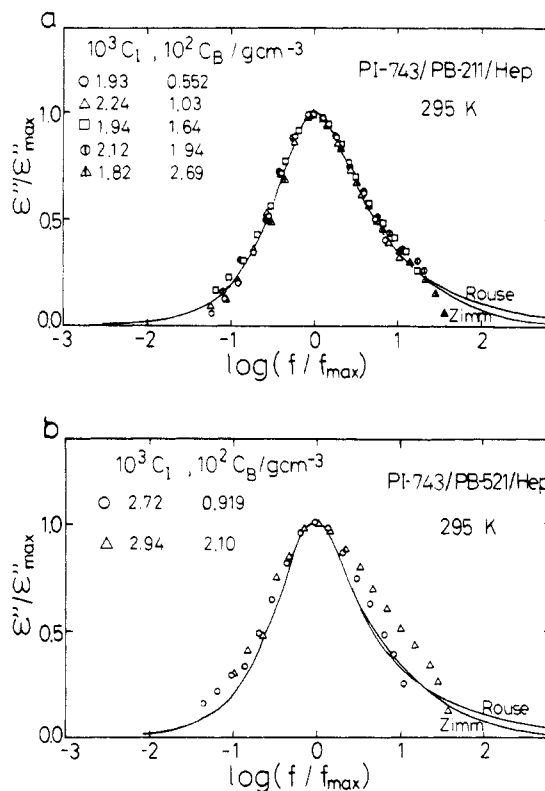 a
10³ C_I , 10² C_B / gcm⁻³
○ 1.93 0.552
△ 2.24 1.03
□ 1.94 1.64
2.12 1.94
1.82 2.69
PI-743/PB-211/Hep
295 K
ε''/ε''max
1.0
0.5
0.0
Rouse
Zimm
-3 -2 -1 0 1 2
log(f/fmax)
b
10³ C_I , 10² C_B / gcm⁻³
○ 2.72 0.919
△ 2.94 2.10
PI-743/PB-521/Hep
295 K
ε''/ε''max
1.0
0.5
0.0
Rouse
Zimm
-3 -2 -1 0 1 2
log(f/fmax)